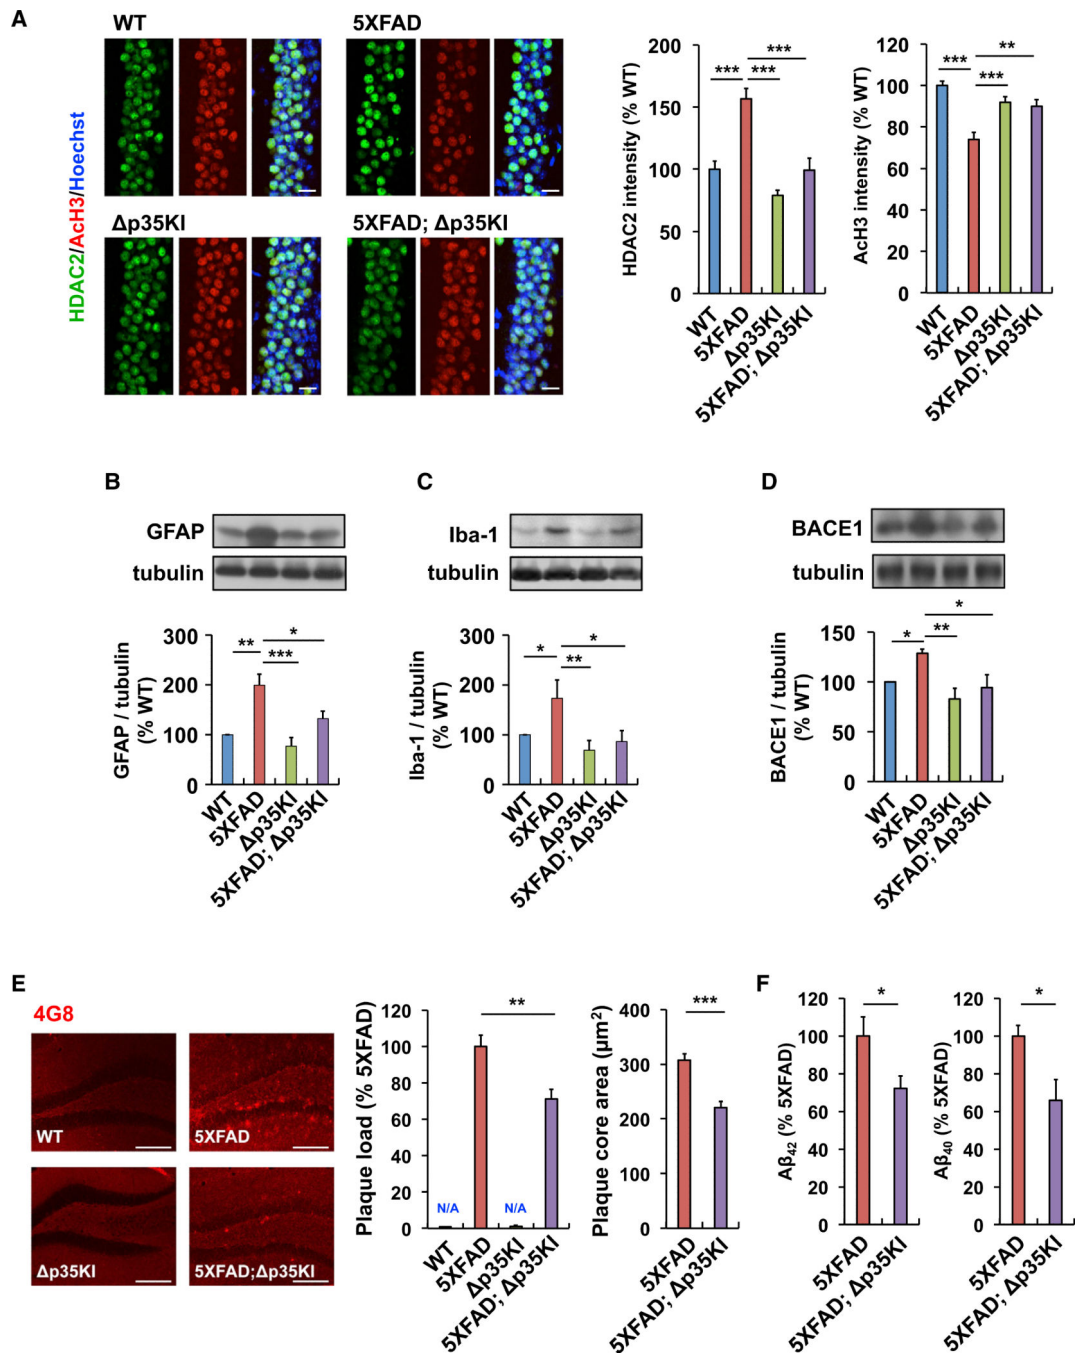 A
WT
5XFAD
Δp35KI
5XFAD; Δp35KI
HDAC2/AcH3/Hoechst
HDAC2 intensity (% WT)
200
150
100
50
0
***
***
***
WT
5XFAD
Δp35KI
5XFAD; Δp35KI
AcH3 intensity (% WT)
120
100
80
60
40
20
0
**
***
***
WT
5XFAD
Δp35KI
5XFAD; Δp35KI
B
GFAP
tubulin
GFAP / tubulin
(% WT)
300
200
100
0
*
**
***
WT
5XFAD
Δp35KI
5XFAD; Δp35KI
C
Iba-1
tubulin
Iba-1 / tubulin
(% WT)
300
200
100
0
*
*
**
WT
5XFAD
Δp35KI
5XFAD; Δp35KI
D
BACE1
tubulin
BACE1 / tubulin
(% WT)
150
100
50
0
*
*
**
WT
5XFAD
Δp35KI
5XFAD; Δp35KI
E
4G8
WT
5XFAD
Δp35KI
5XFAD;Δp35KI
Plaque load (% 5XFAD)
120
100
80
60
40
20
0
**
N/A
N/A
WT
5XFAD
Δp35KI
5XFAD; Δp35KI
Plaque core area (μm²)
400
300
200
100
0
***
5XFAD
5XFAD; Δp35KI
F
Aβ₄₂ (% 5XFAD)
120
100
80
60
40
20
0
*
5XFAD
5XFAD; Δp35KI
Aβ₄₀ (% 5XFAD)
120
100
80
60
40
20
0
*
5XFAD
5XFAD; Δp35KI